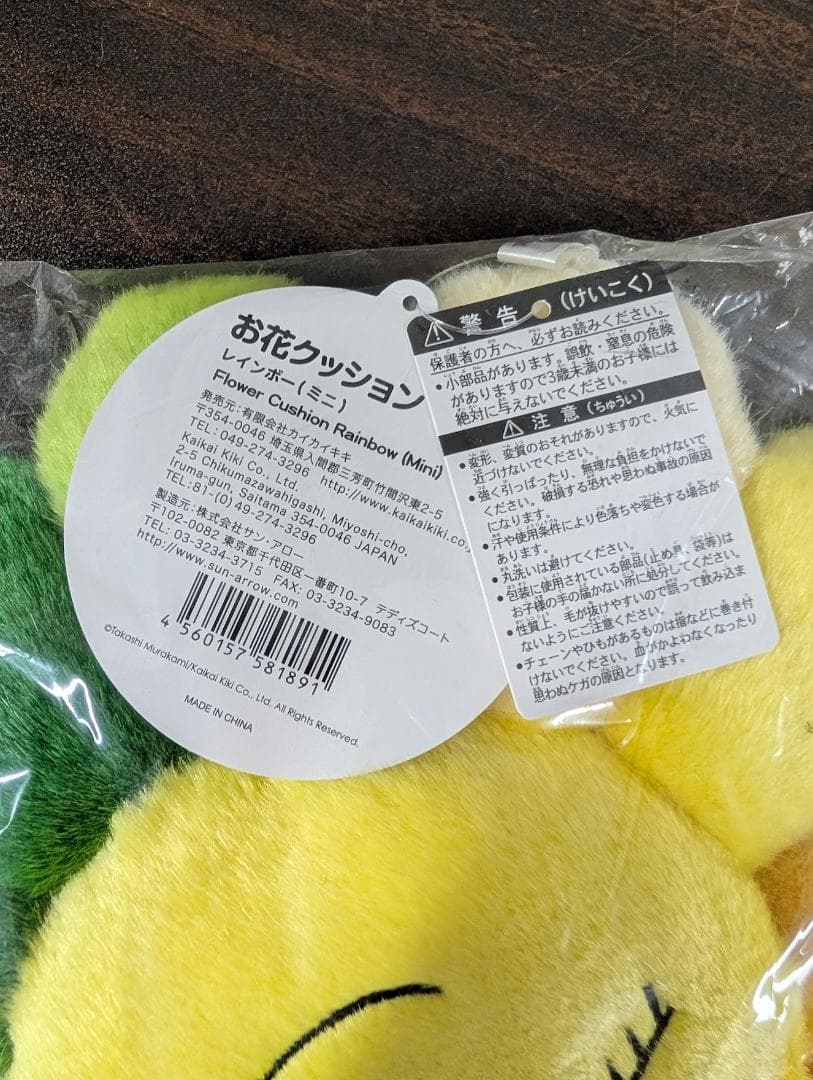 お花クッション
レインボー(ミニ)
Flower Cushion Rainbow (Mini)
発売元:有限会社カイカイキキ
〒354-0046 埼玉県入間郡三芳町竹間沢東2-5
TEL:049-274-3296 http://www.kaikaikiki.co.
Kaikai Kiki Co., Ltd.
2-5 Chikumazawahigashi, Miyoshi-cho,
Iruma-gun, Saitama 354-0046 JAPAN
TEL:81-(0)49-274-3296
製造元:株式会社サン・アロー
〒102-0082 東京都千代田区一番町10-7 テディズコート
TEL: 03-3234-3715 FAX: 03-3234-9083
http://www.sun-arrow.com
4 560157 581891
©Takashi Murakami/Kaikai Kiki Co., Ltd. All Rights Reserved.
MADE IN CHINA
警告(けいこく)
保護者の方へ、必ずお読みください。
•小部品があります。誤飲・窒息の危険
がありますので3歳未満のお子様には
絶対に与えないでください。
注意(ちゅうい)
•変形、変質のおそれがありますので、火気に
近づけないでください。
•強く引っぱったり、無理な負担をかけないで
ください。破損する恐れや思わぬ事故の原因
になります。
•汗や使用条件により色落ちや変色する場合が
あります。
•丸洗いは避けてください。
•包装に使用されている部品(止め具、袋等)は
お子様の手の届かない所に処分してください。
•性質上、毛が抜けやすいので誤って飲み込ま
ないようにご注意ください。
•チェーンやひもがあるものは指などに巻き付
けないでください。血がかよわなくなったり
思わぬケガの原因となります。